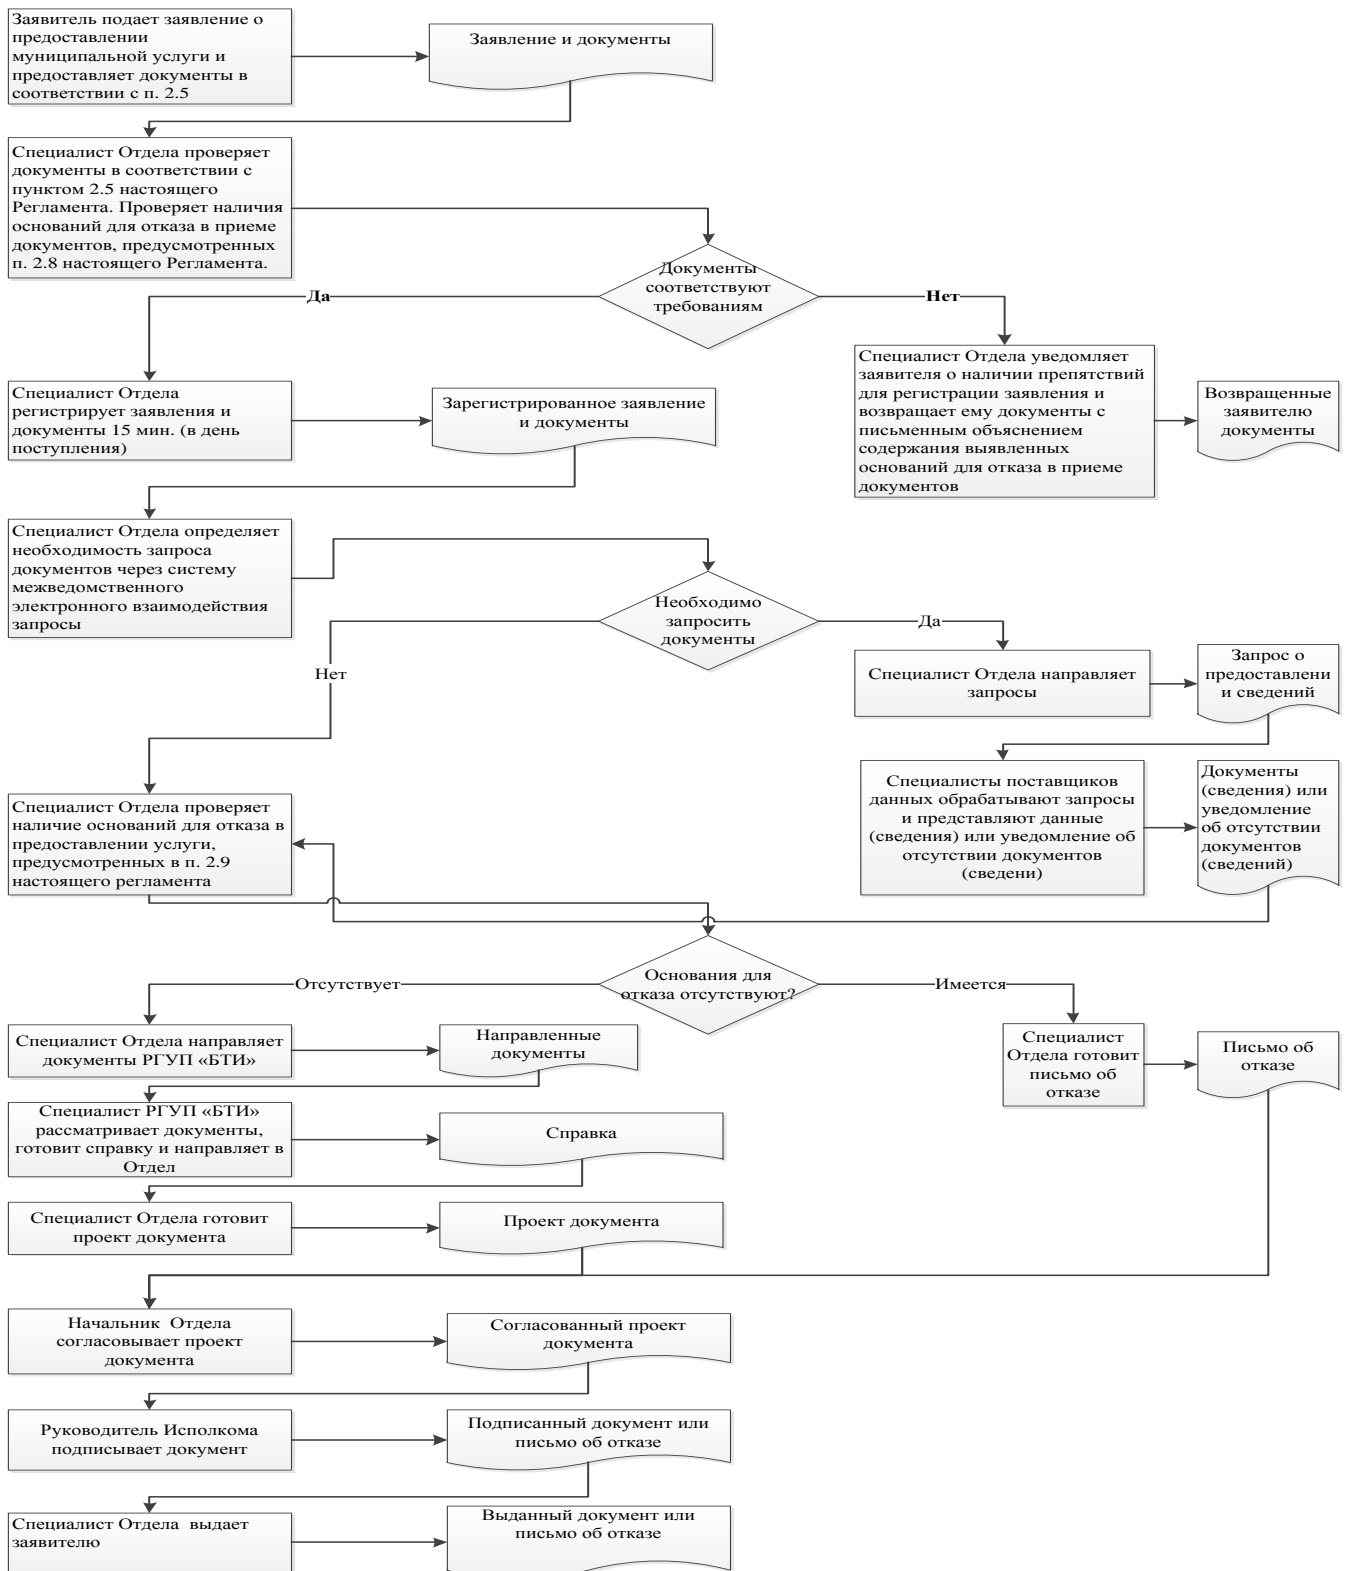 Заявитель подает заявление о
предоставлении
муниципальной услуги и
предоставляет документы в
соответствии с п. 2.5
Заявление и документы
Специалист Отдела проверяет
документы в соответствии с
пунктом 2.5 настоящего
Регламента. Проверяет наличия
оснований для отказа в приеме
документов, предусмотренных
п. 2.8 настоящего Регламента.
Документы
соответствуют
требованиям
Да
Нет
Специалист Отдела
регистрирует заявления и
документы 15 мин. (в день
поступления)
Зарегистрированное заявление
и документы
Специалист Отдела уведомляет
заявителя о наличии препятствий
для регистрации заявления и
возвращает ему документы с
письменным объяснением
содержания выявленных
оснований для отказа в приеме
документов
Возвращенные
заявителю
документы
Специалист Отдела определяет
необходимость запроса
документов через систему
межведомственного
электронного взаимодействия
запросы
Необходимо
запросить
документы
Да
Нет
Специалист Отдела направляет
запросы
Запрос о
предоставлени
и сведений
Специалисты поставщиков
данных обрабатывают запросы
и представляют данные
(сведения) или уведомление об
отсутствии документов
(сведени)
Документы
(сведения) или
уведомление
об отсутствии
документов
(сведений)
Специалист Отдела проверяет
наличие оснований для отказа в
предоставлении услуги,
предусмотренных в п. 2.9
настоящего регламента
Основания для
отказа отсутствуют?
Отсутствует
Имеется
Специалист Отдела направляет
документы РГУП «БТИ»
Направленные
документы
Специалист
Отдела готовит
письмо об
отказе
Письмо об
отказе
Специалист РГУП «БТИ»
рассматривает документы,
готовит справку и направляет в
Отдел
Справка
Специалист Отдела готовит
проект документа
Проект документа
Начальник  Отдела
согласовывает проект
документа
Согласованный проект
документа
Руководитель Исполкома
подписывает документ
Подписанный документ или
письмо об отказе
Специалист Отдела  выдает
заявителю
Выданный документ или
письмо об отказе